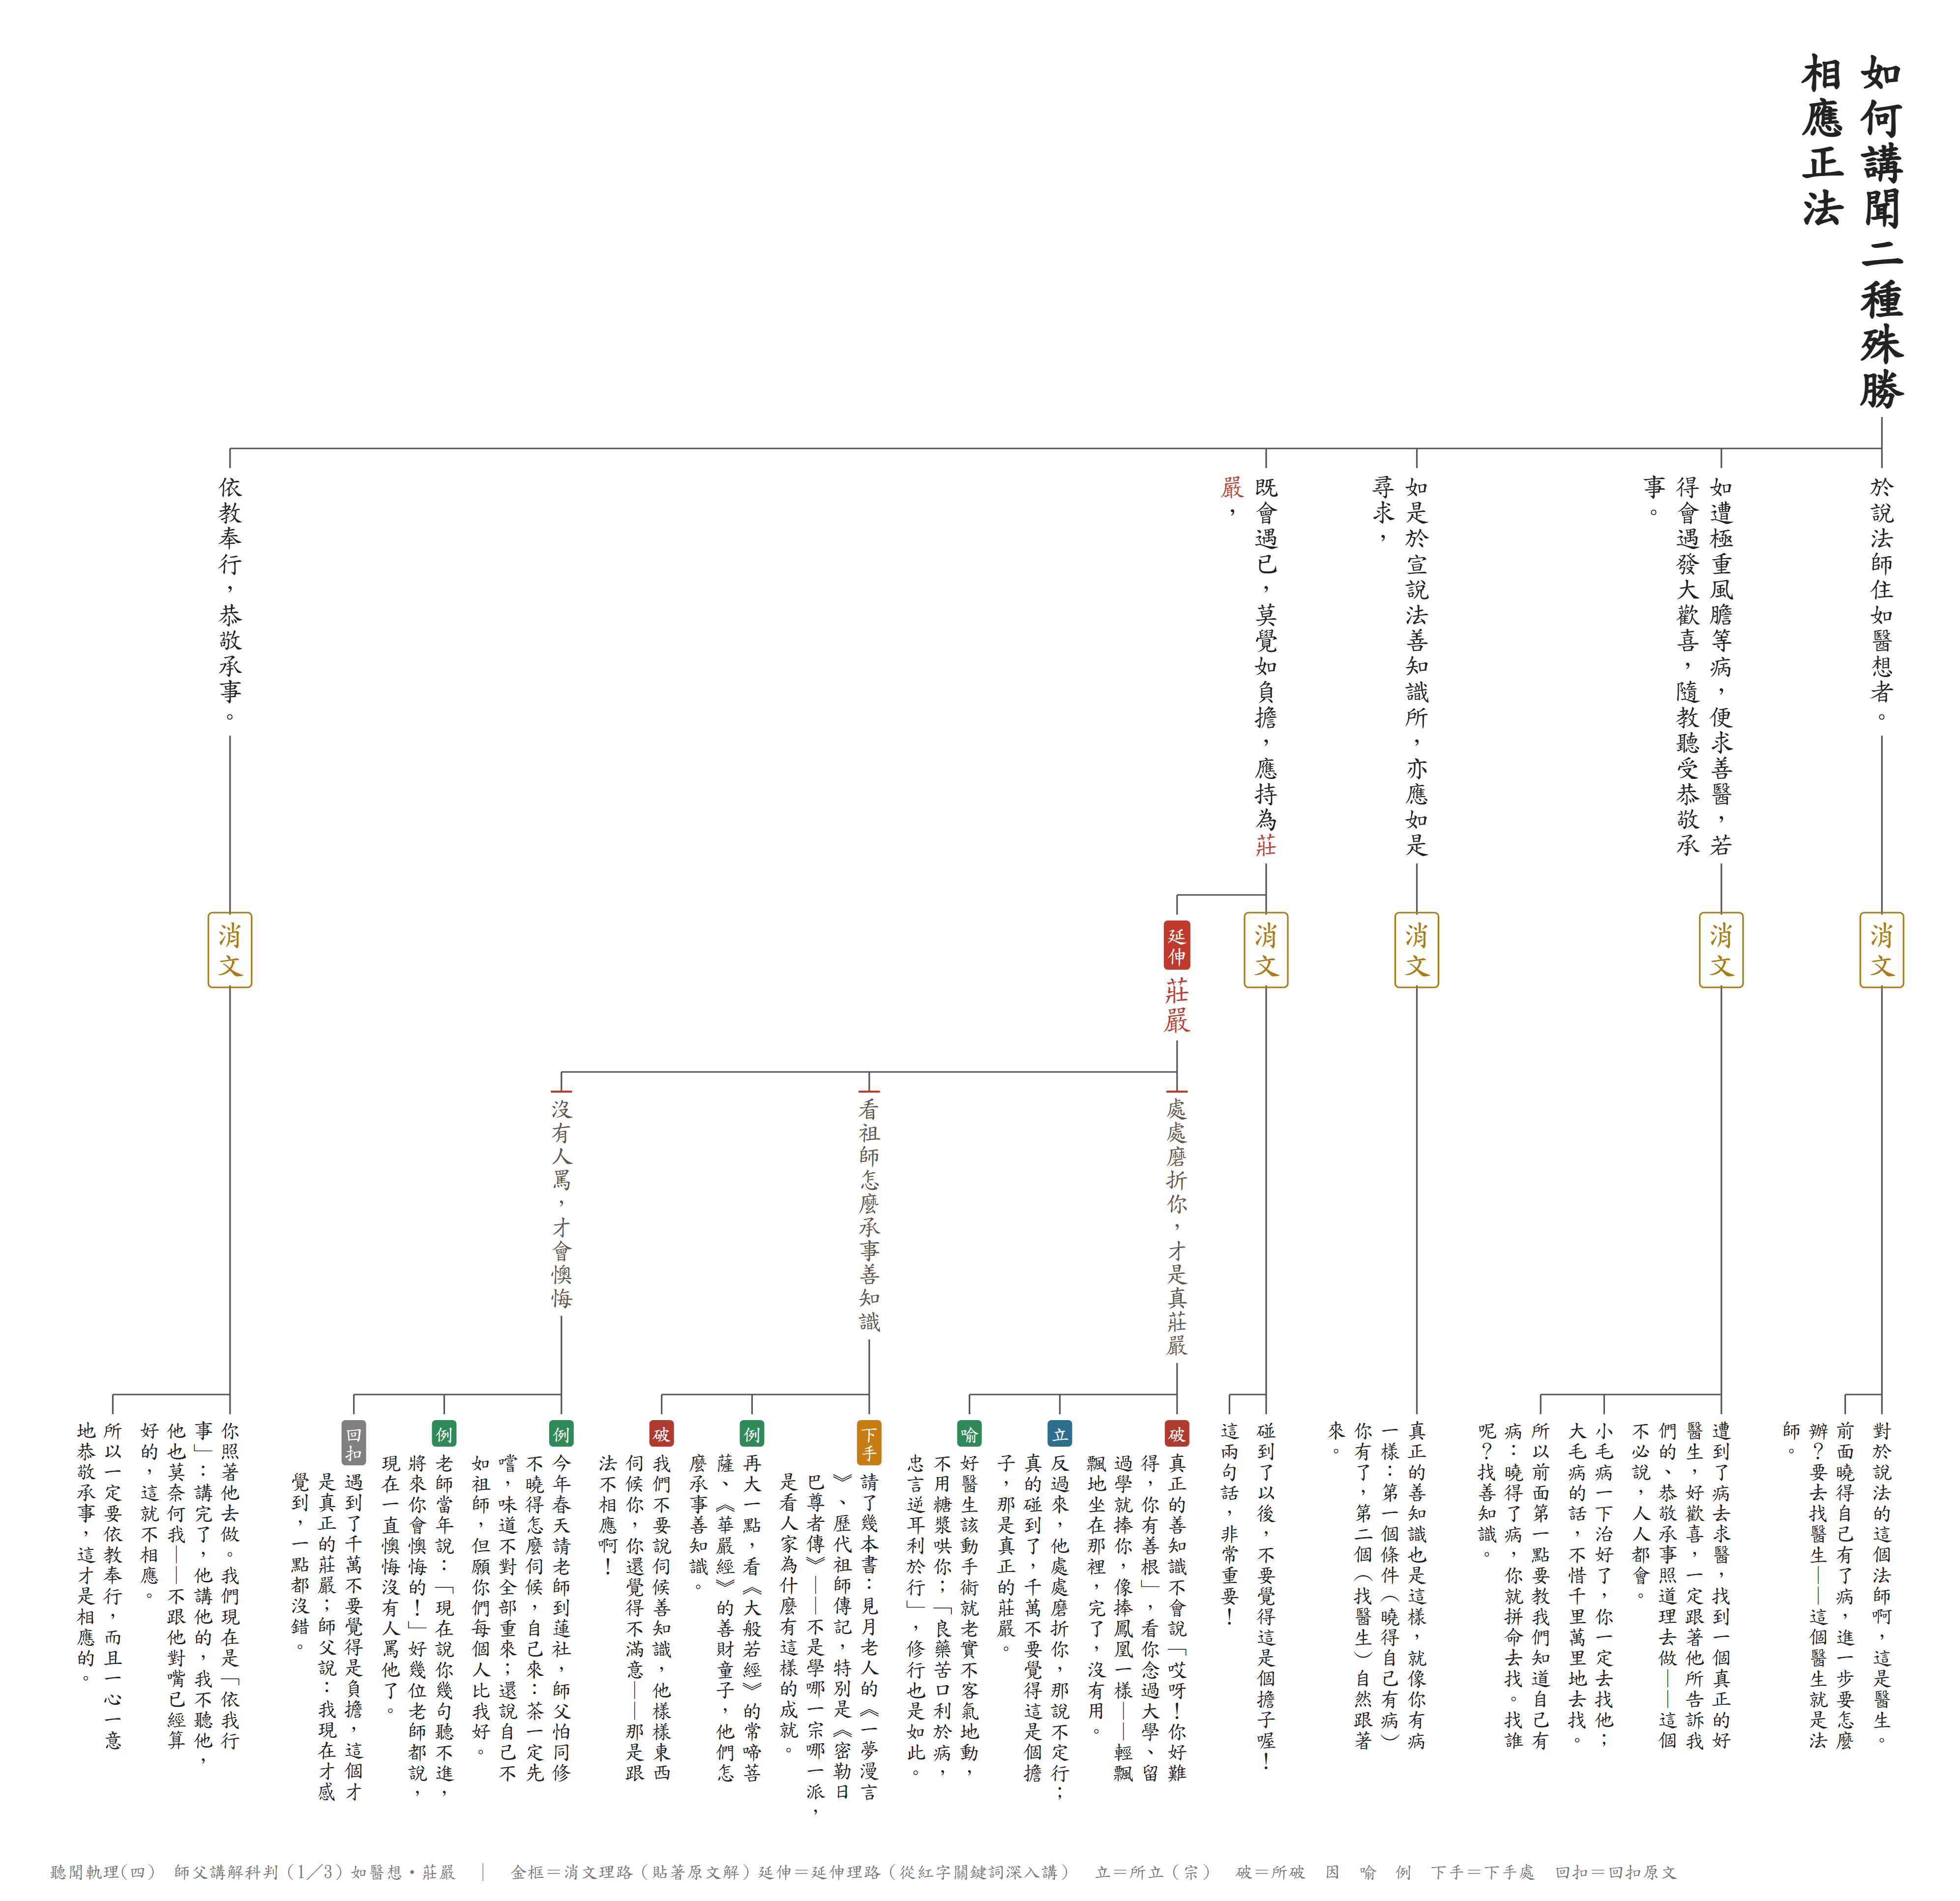 如何講聞二種殊勝
相應正法
於說法師住如醫想者。
消文
對於說法的這個法師啊，這是醫生。
前面曉得自己有了病，進一步要怎麼
辦？要去找醫生——這個醫生就是法
師。
如遭極重風膽等病，便求善醫，若
得會遇發大歡喜，隨教聽受恭敬承
事。
消文
遭到了病去求醫，找到一個真正的好
醫生，好歡喜，一定跟著他所告訴我
們的、恭敬承事照道理去做——這個
不必說，人人都會。
小毛病一下治好了，你一定去找他；
大毛病的話，不惜千里萬里地去找。
所以前面第一點要教我們知道自己有
病：曉得了病，你就拼命去找。找誰
呢？找善知識。
如是於宣說法善知識所，亦應如是
尋求，
消文
真正的善知識也是這樣，就像你有病
一樣：第一個條件（曉得自己有病）
你有了，第二個（找醫生）自然跟著
來。
既會遇已，莫覺如負擔，應持為莊
嚴，
消文
碰到了以後，不要覺得這是個擔子喔！
這兩句話，非常重要！
延伸
莊嚴
處處磨折你，才是真莊嚴
破
真正的善知識不會說「哎呀！你好難
得，你有善根」，看你念過大學、留
過學就捧你，像捧鳳凰一樣——輕飄
飄地坐在那裡，完了，沒有用。
立
反過來，他處處磨折你，那說不定行；
真的碰到了，千萬不要覺得這是個擔
子，那是真正的莊嚴。
喻
好醫生該動手術就老實不客氣地動，
不用糖漿哄你；「良藥苦口利於病，
忠言逆耳利於行」，修行也是如此。
看祖師怎麼承事善知識
下手
請了幾本書：見月老人的《一夢漫言
》、歷代祖師傳記，特別是《密勒日
巴尊者傳》——不是學哪一宗哪一派，
是看人家為什麼有這樣的成就。
例
再大一點，看《大般若經》的常啼菩
薩、《華嚴經》的善財童子，他們怎
麼承事善知識。
破
我們不要說伺候善知識，他樣樣東西
伺候你，你還覺得不滿意——那是跟
法不相應啊！
沒有人罵，才會懊悔
例
今年春天請老師到蓮社，師父怕同修
不曉得怎麼伺候，自己來：茶一定先
嚐，味道不對全部重來；還說自己不
如祖師，但願你們每個人比我好。
例
老師當年說：「現在說你幾句聽不進，
將來你會懊悔的！」好幾位老師都說，
現在一直懊悔沒有人罵他了。
回扣
遇到了千萬不要覺得是負擔，這個才
是真正的莊嚴；師父說：我現在才感
覺到，一點都沒錯。
依教奉行，恭敬承事。
消文
你照著他去做。我們現在是「依我行
事」：講完了，他講他的，我不聽他，
他也莫奈何我——不跟他對嘴已經算
好的，這就不相應。
所以一定要依教奉行，而且一心一意
地恭敬承事，這才是相應的。
聽聞軌理(四)　師父講解科判（1／3）如醫想・莊嚴　｜　金框＝消文理路（貼著原文解）延伸＝延伸理路（從紅字關鍵詞深入講）　立＝所立（宗）　破＝所破　因　喻　例　下手＝下手處　回扣＝回扣原文